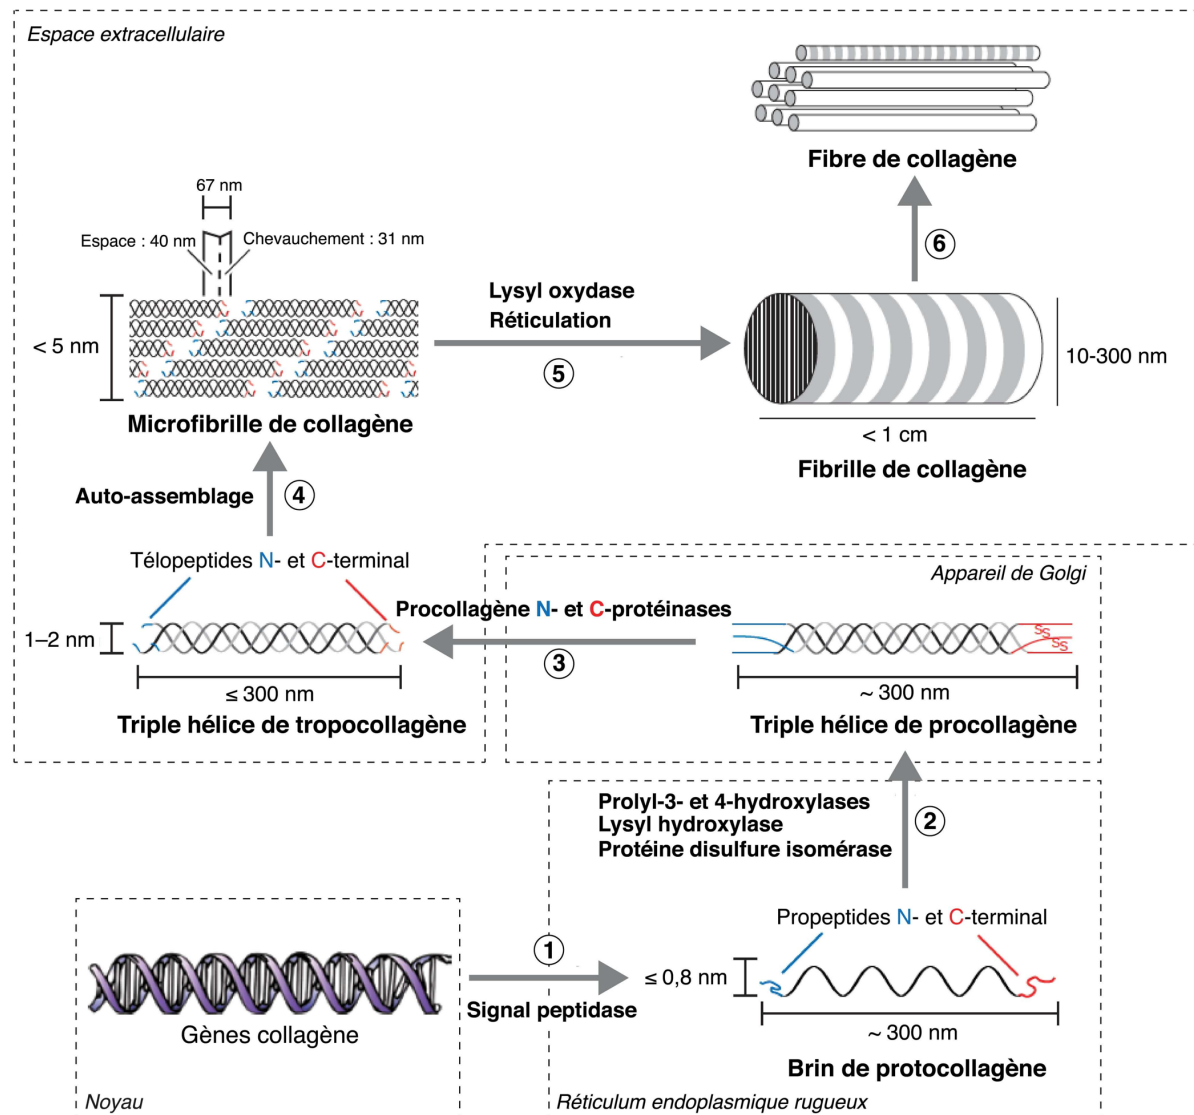 Espace extracellulaire
Fibre de collagène
67 nm
Espace : 40 nm
Chevauchement : 31 nm
6
Lysyl oxydase
Réticulation
< 5 nm
5
10-300 nm
Microfibrille de collagène
< 1 cm
Fibrille de collagène
Auto-assemblage
4
Télopeptides N- et C-terminal
Appareil de Golgi
Procollagène N- et C-protéinases
1–2 nm
3
S
S
S
S
≤ 300 nm
~ 300 nm
Triple hélice de tropocollagène
Triple hélice de procollagène
Prolyl-3- et 4-hydroxylases
Lysyl hydroxylase
Protéine disulfure isomérase
2
Propeptides N- et C-terminal
1
≤ 0,8 nm
Signal peptidase
Gènes collagène
~ 300 nm
Brin de protocollagène
Noyau
Réticulum endoplasmique rugueux